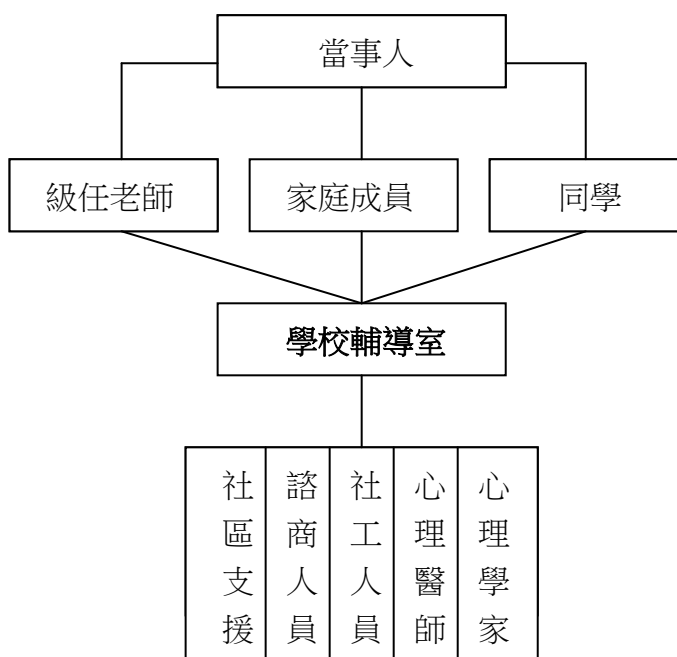 當事人
級任老師
家庭成員
同學
學校輔導室
社區支援
諮商人員
社工人員
心理醫師
心理學家